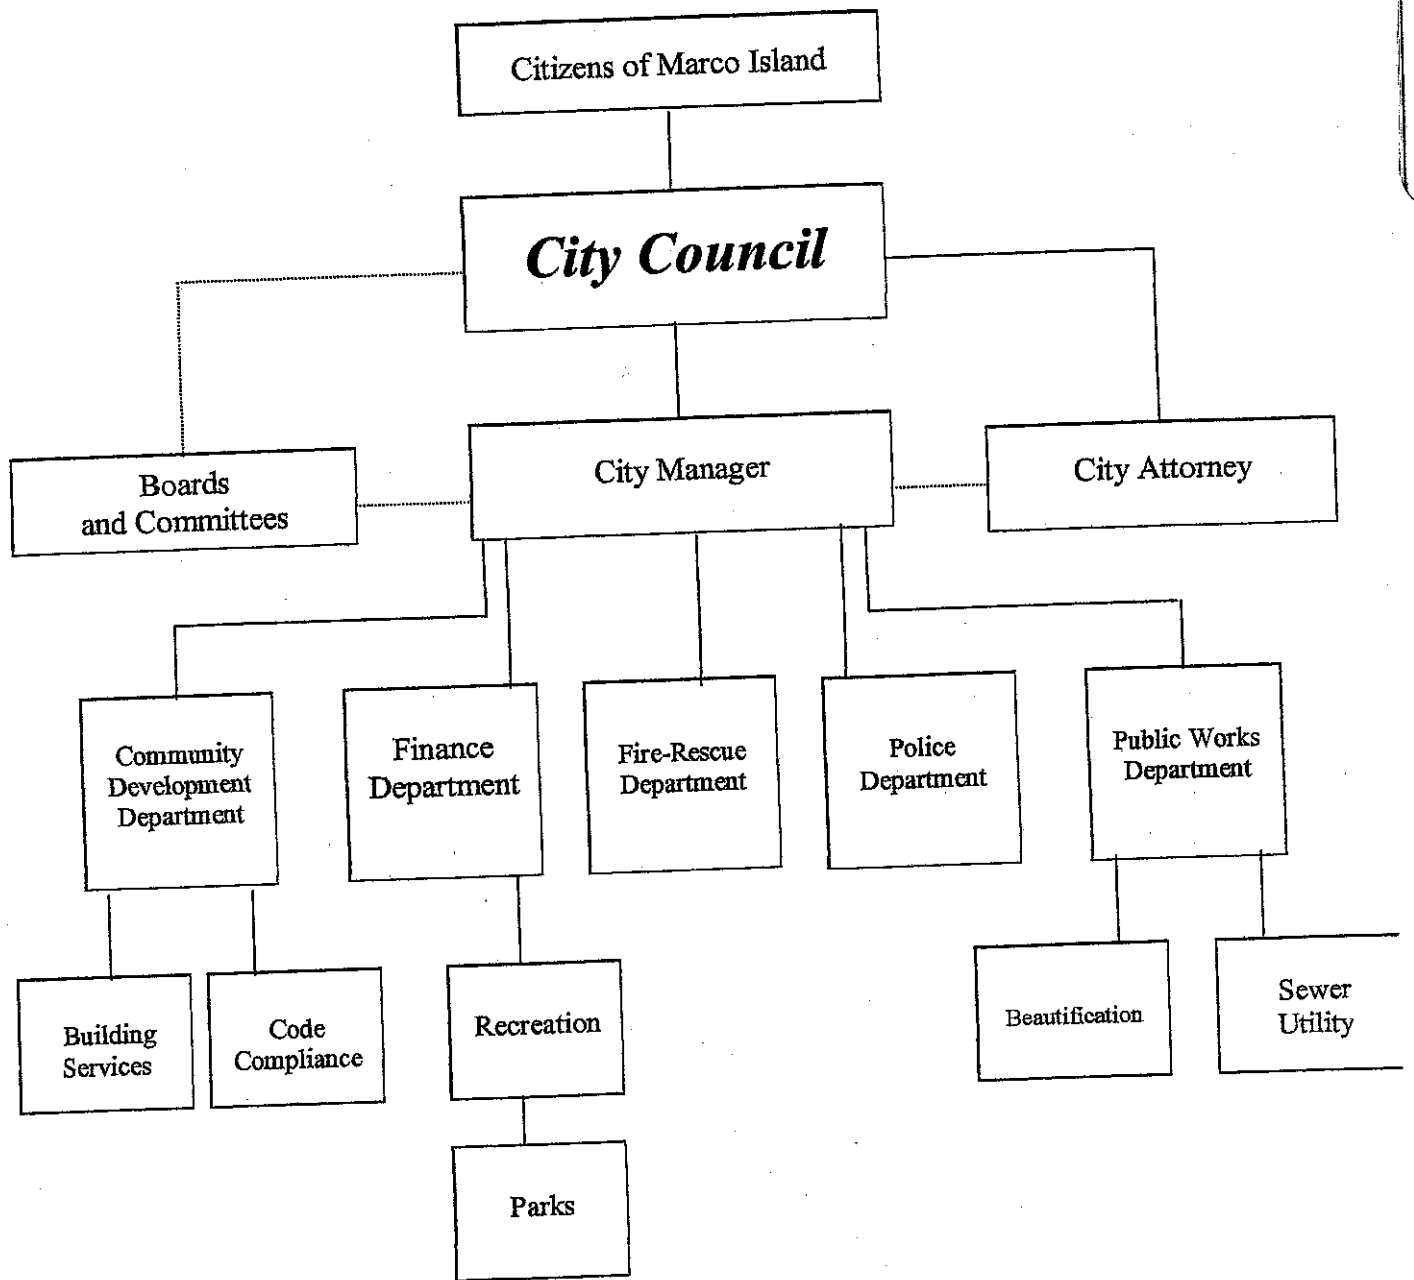 Citizens of Marco Island
City Council
Boards
and Committees
City Manager
City Attorney
Community
Development
Department
Finance
Department
Fire-Rescue
Department
Police
Department
Public Works
Department
Building
Services
Code
Compliance
Recreation
Beautification
Sewer
Utility
Parks